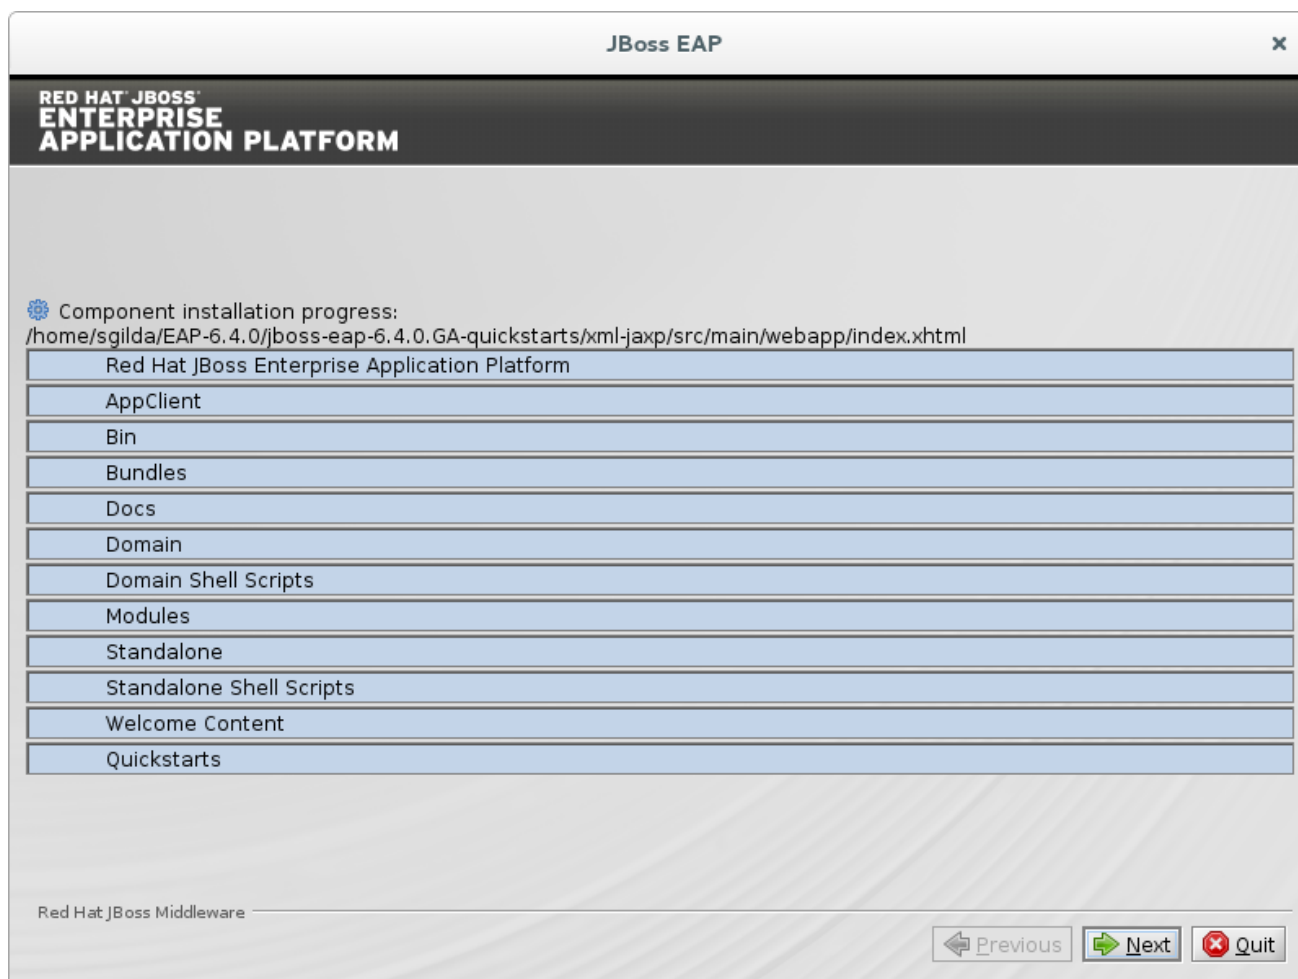 JBoss EAP
RED HAT JBOSS
ENTERPRISE
APPLICATION PLATFORM
Component installation progress:
/home/sgilda/EAP-6.4.0/jboss-eap-6.4.0.GA-quickstarts/xml-jaxp/src/main/webapp/index.xhtml
Red Hat JBoss Enterprise Application Platform
AppClient
Bin
Bundles
Docs
Domain
Domain Shell Scripts
Modules
Standalone
Standalone Shell Scripts
Welcome Content
Quickstarts
Red Hat JBoss Middleware
Previous Next Quit